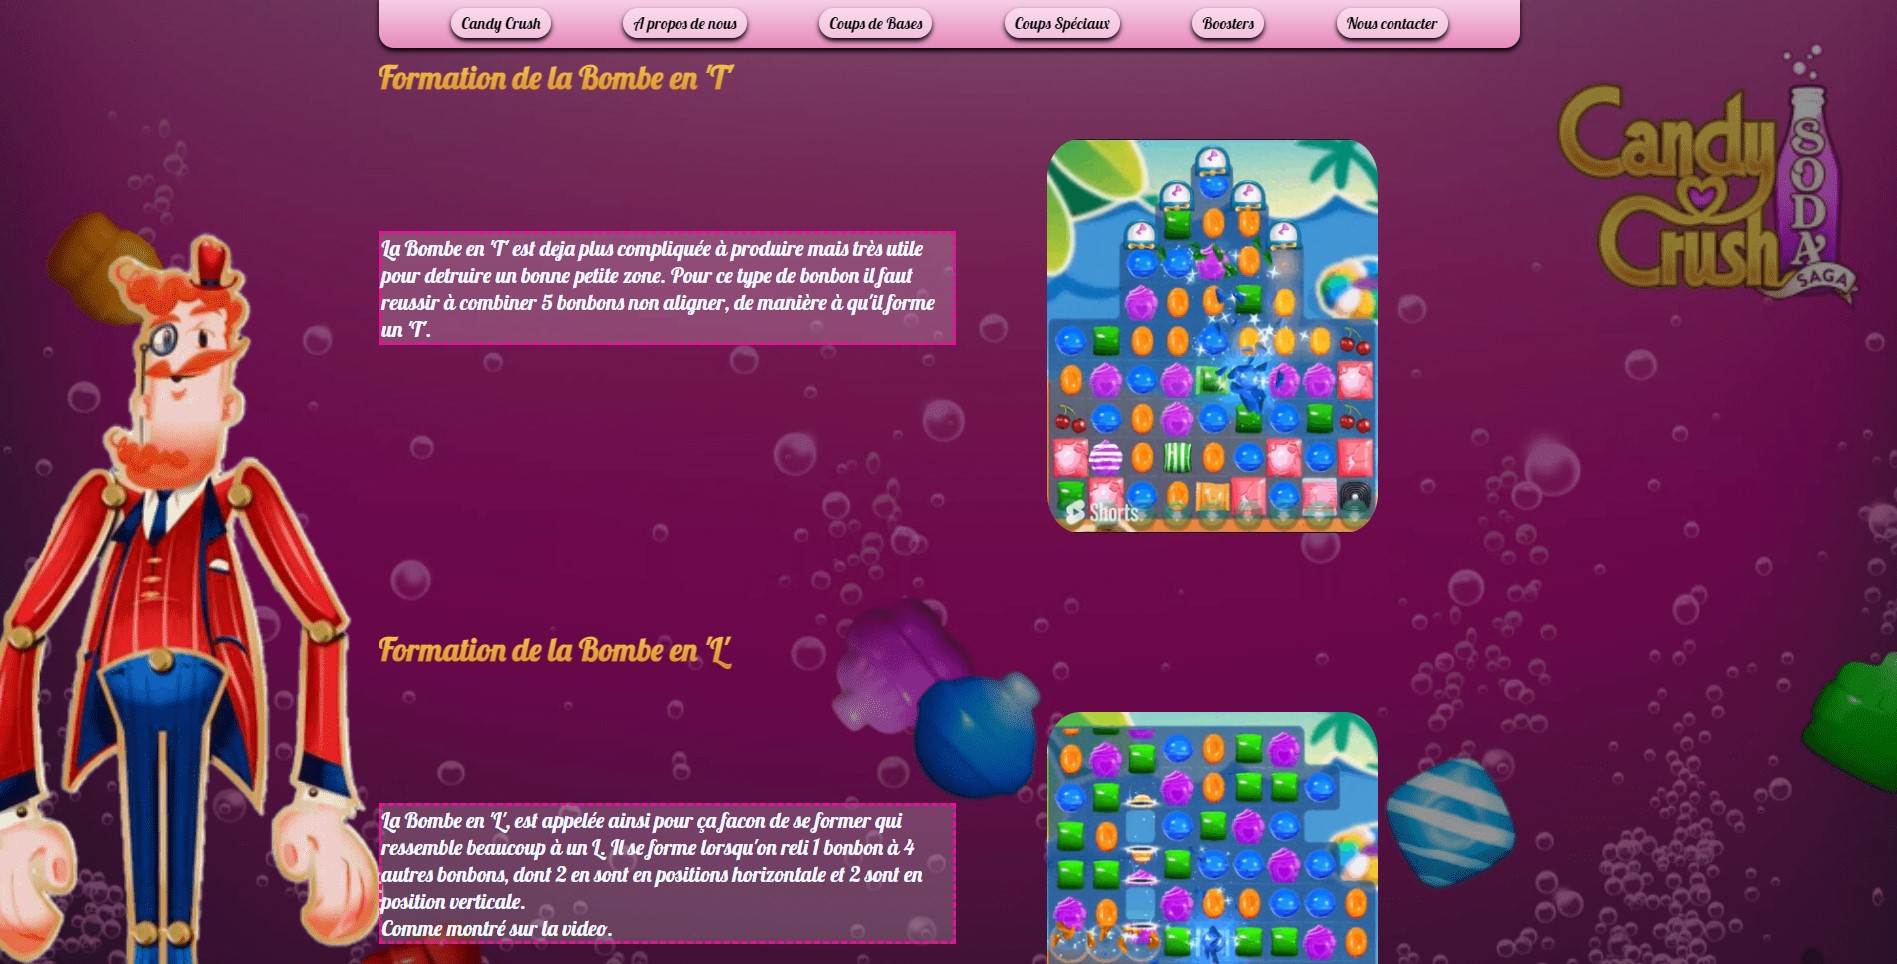 Candy Crush
A propos de nous
Coups de Bases
Coups Spéciaux
Boosters
Nous contacter
Formation de la Bombe en 'T'
Candy
Crush
SODA
SAGA
La Bombe en 'T' est deja plus compliquée à produire mais très utile
pour detruire un bonne petite zone. Pour ce type de bonbon il faut
reussir à combiner 5 bonbons non aligner, de manière à qu'il forme
un 'T'.
Shorts
Formation de la Bombe en 'L'
La Bombe en 'L', est appelée ainsi pour ça facon de se former qui
ressemble beaucoup à un L. Il se forme lorsqu'on reli 1 bonbon à 4
autres bonbons, dont 2 en sont en positions horizontale et 2 sont en
position verticale.
Comme montré sur la video.